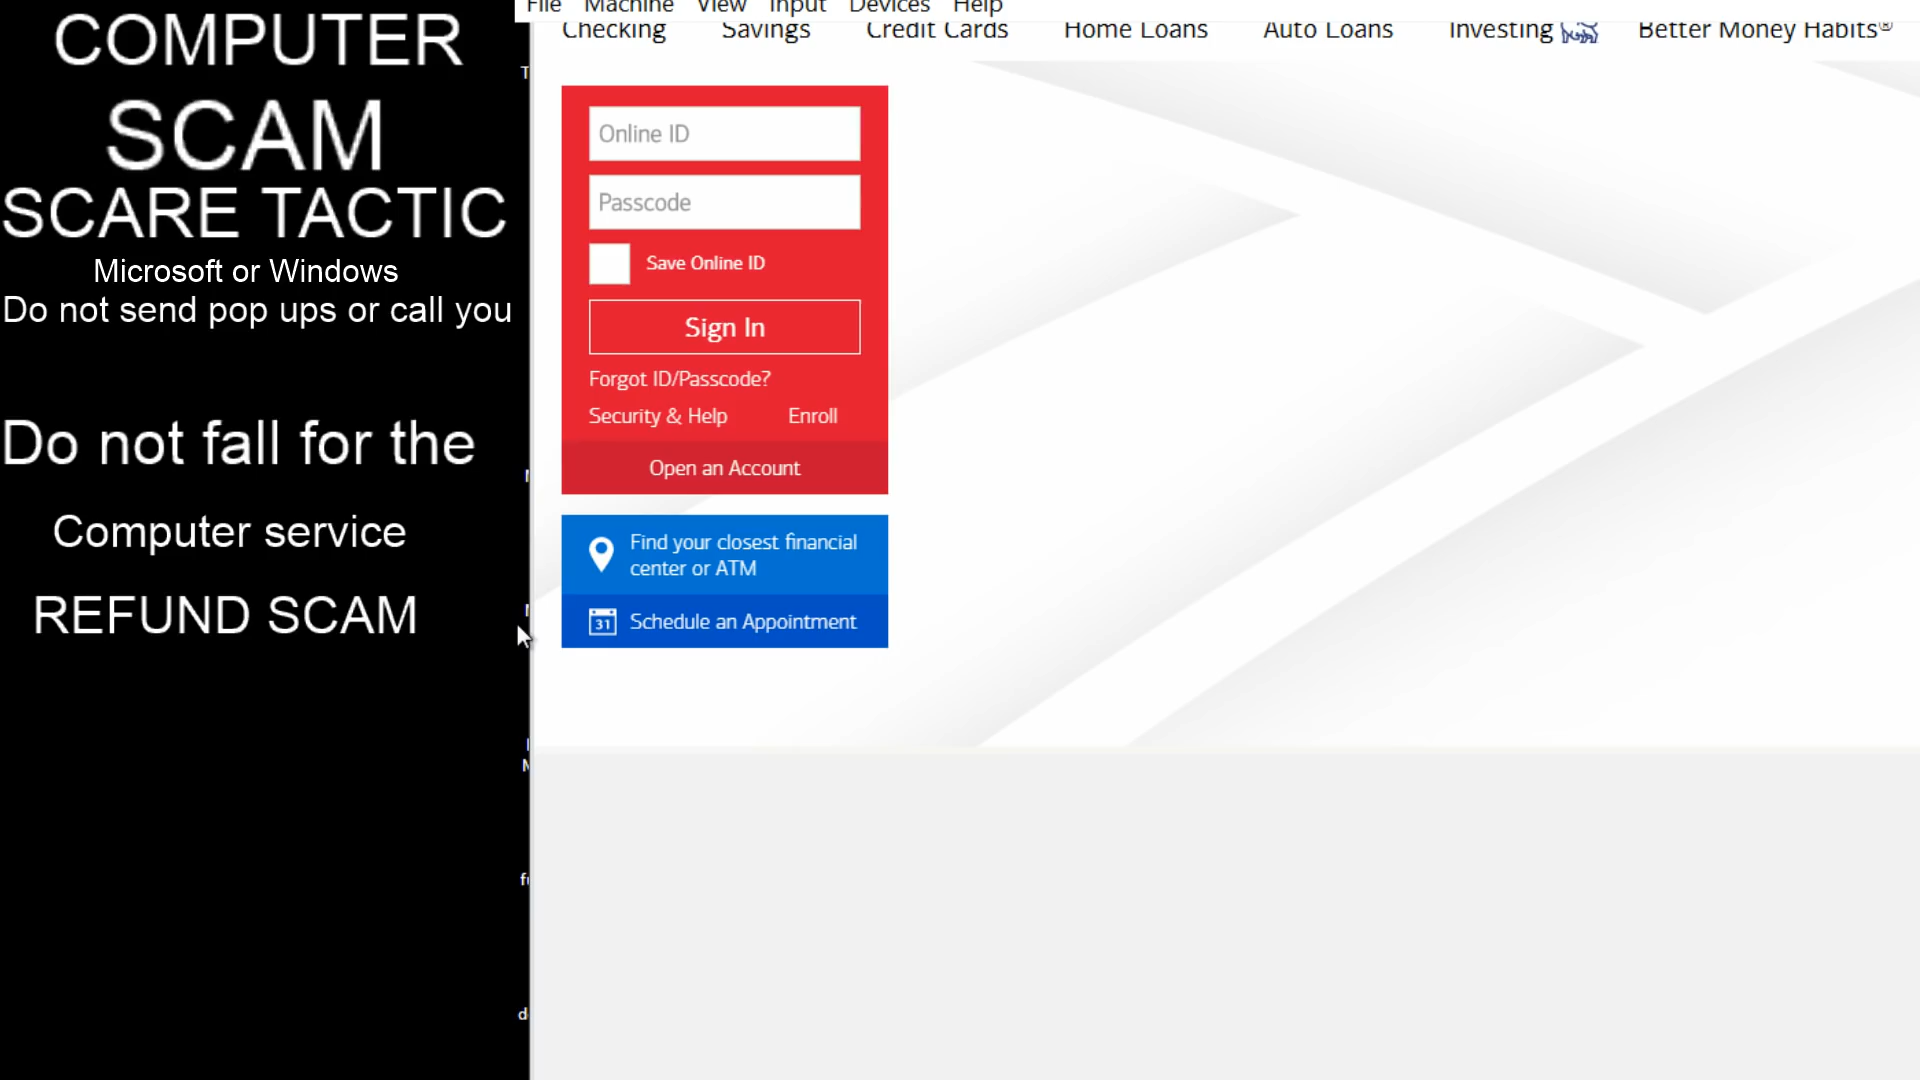 COMPUTER
SCAM
SCARE TACTIC
Microsoft or Windows
Do not send pop ups or call you
Do not fall for the
Computer service
REFUND SCAM
File Machine View Input Devices Help
Checking Savings Credit Cards Home Loans Auto Loans Investing Better Money Habits®
Online ID
Passcode
Save Online ID
Sign In
Forgot ID/Passcode?
Security & Help Enroll
Open an Account
Find your closest financial
center or ATM
31 Schedule an Appointment